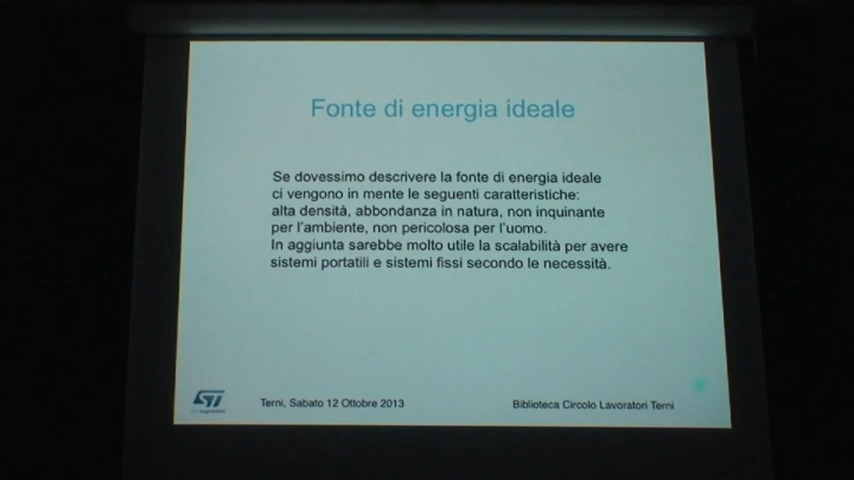 Fonte di energia ideale
Se dovessimo descrivere la fonte di energia ideale
ci vengono in mente le seguenti caratteristiche:
alta densità, abbondanza in natura, non inquinante
per l'ambiente, non pericolosa per l'uomo.
In aggiunta sarebbe molto utile la scalabilità per avere
sistemi portatili e sistemi fissi secondo le necessità.
ST
Terni, Sabato 12 Ottobre 2013
Biblioteca Circolo Lavoratori Terni